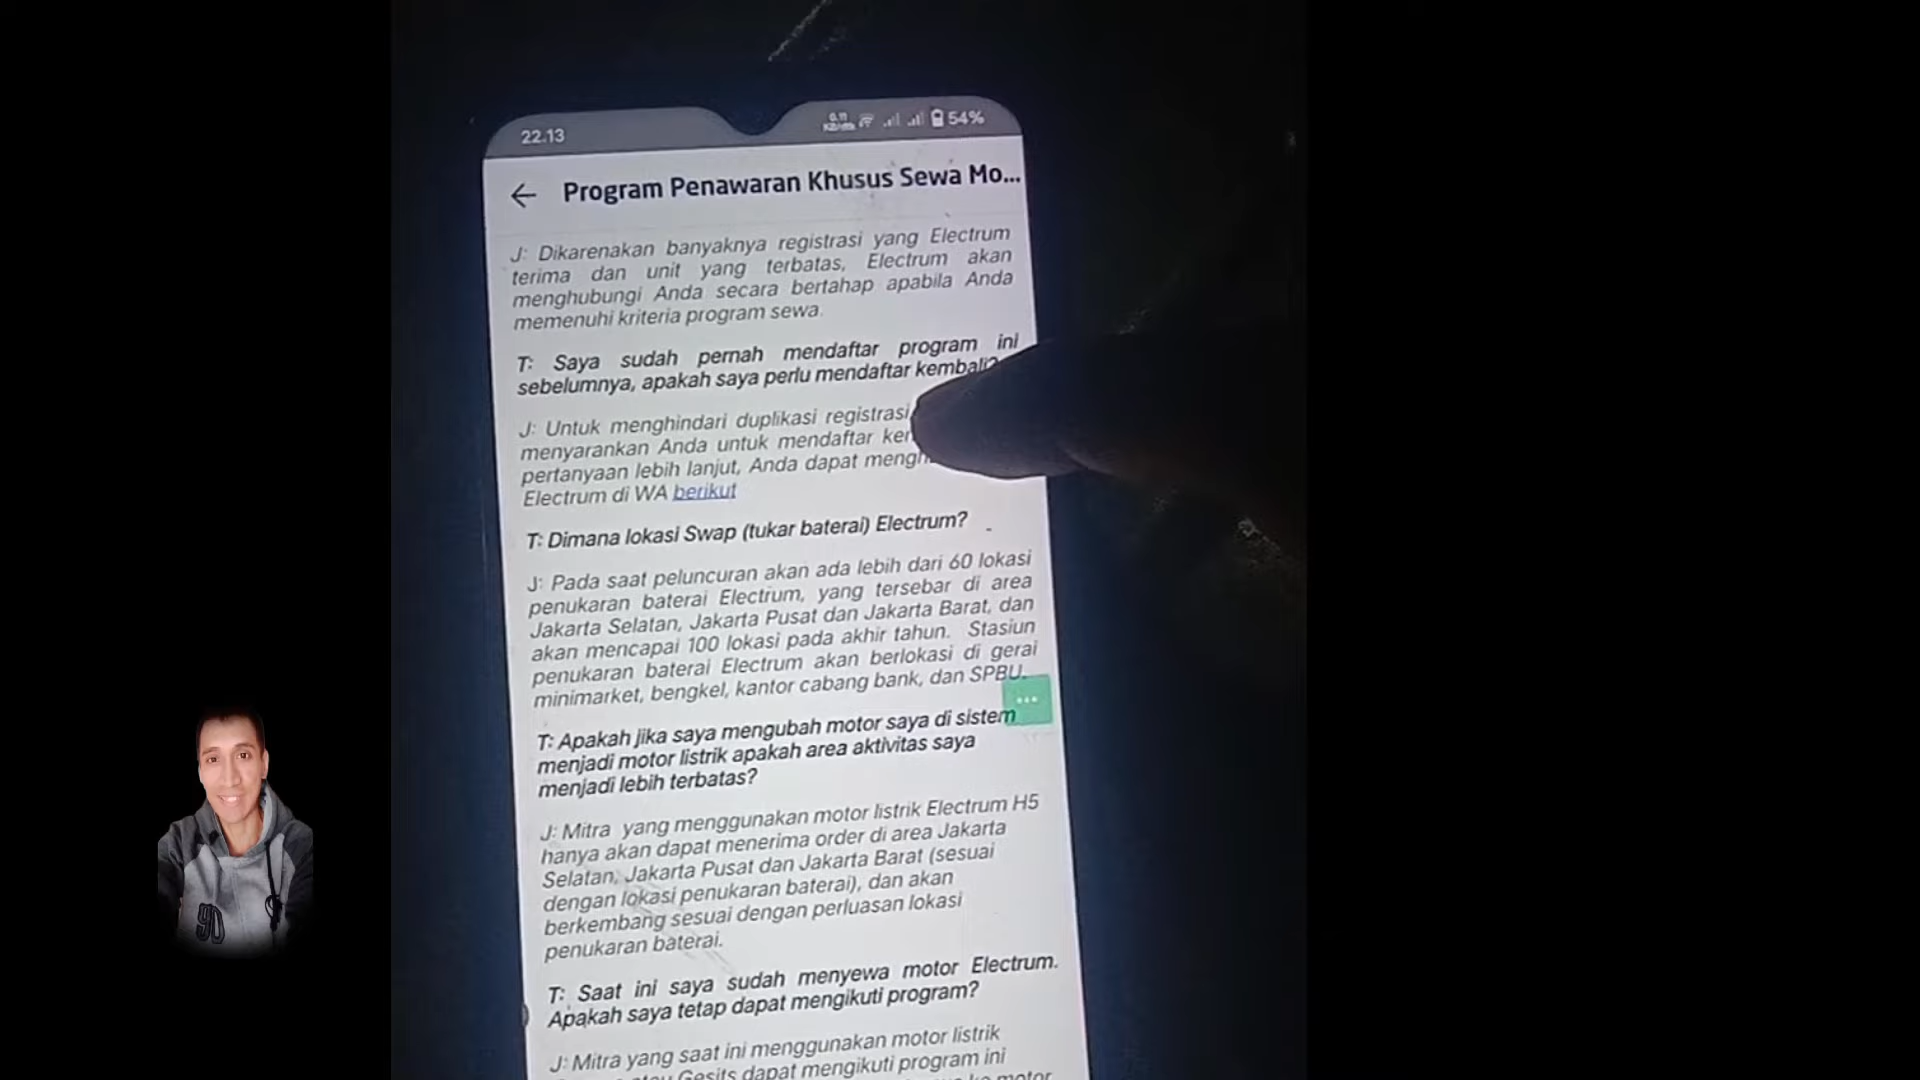 22.13
54%
Program Penawaran Khusus Sewa Mo...
J: Dikarenakan banyaknya registrasi yang Electrum
terima dan unit yang terbatas, Electrum akan
menghubungi Anda secara bertahap apabila Anda
memenuhi kriteria program sewa.
T: Saya sudah pernah mendaftar program ini
sebelumnya, apakah saya perlu mendaftar kembali?
J: Untuk menghindari duplikasi registrasi
menyarankan Anda untuk mendaftar
pertanyaan lebih lanjut, Anda dapat
Electrum di WA berikut
T: Dimana lokasi Swap (tukar baterai) Electrum?
J: Pada saat peluncuran akan ada lebih dari 60 lokasi
penukaran baterai Electrum, yang tersebar di area
Jakarta Selatan, Jakarta Pusat dan Jakarta Barat, dan
akan mencapai 100 lokasi pada akhir tahun. Stasiun
penukaran baterai Electrum akan berlokasi di gerai
minimarket, bengkel, kantor cabang bank, dan SPBU.
T: Apakah jika saya mengubah motor saya di sistem
menjadi motor listrik apakah area aktivitas saya
menjadi lebih terbatas?
J: Mitra yang menggunakan motor listrik Electrum H5
hanya akan dapat menerima order di area Jakarta
Selatan, Jakarta Pusat dan Jakarta Barat (sesuai
dengan lokasi penukaran baterai), dan akan
berkembang sesuai dengan perluasan lokasi
penukaran baterai.
T: Saat ini saya sudah menyewa motor Electrum.
Apakah saya tetap dapat mengikuti program?
J: Mitra yang saat ini menggunakan motor listrik
Gesits dapat mengikuti program ini
ke motor